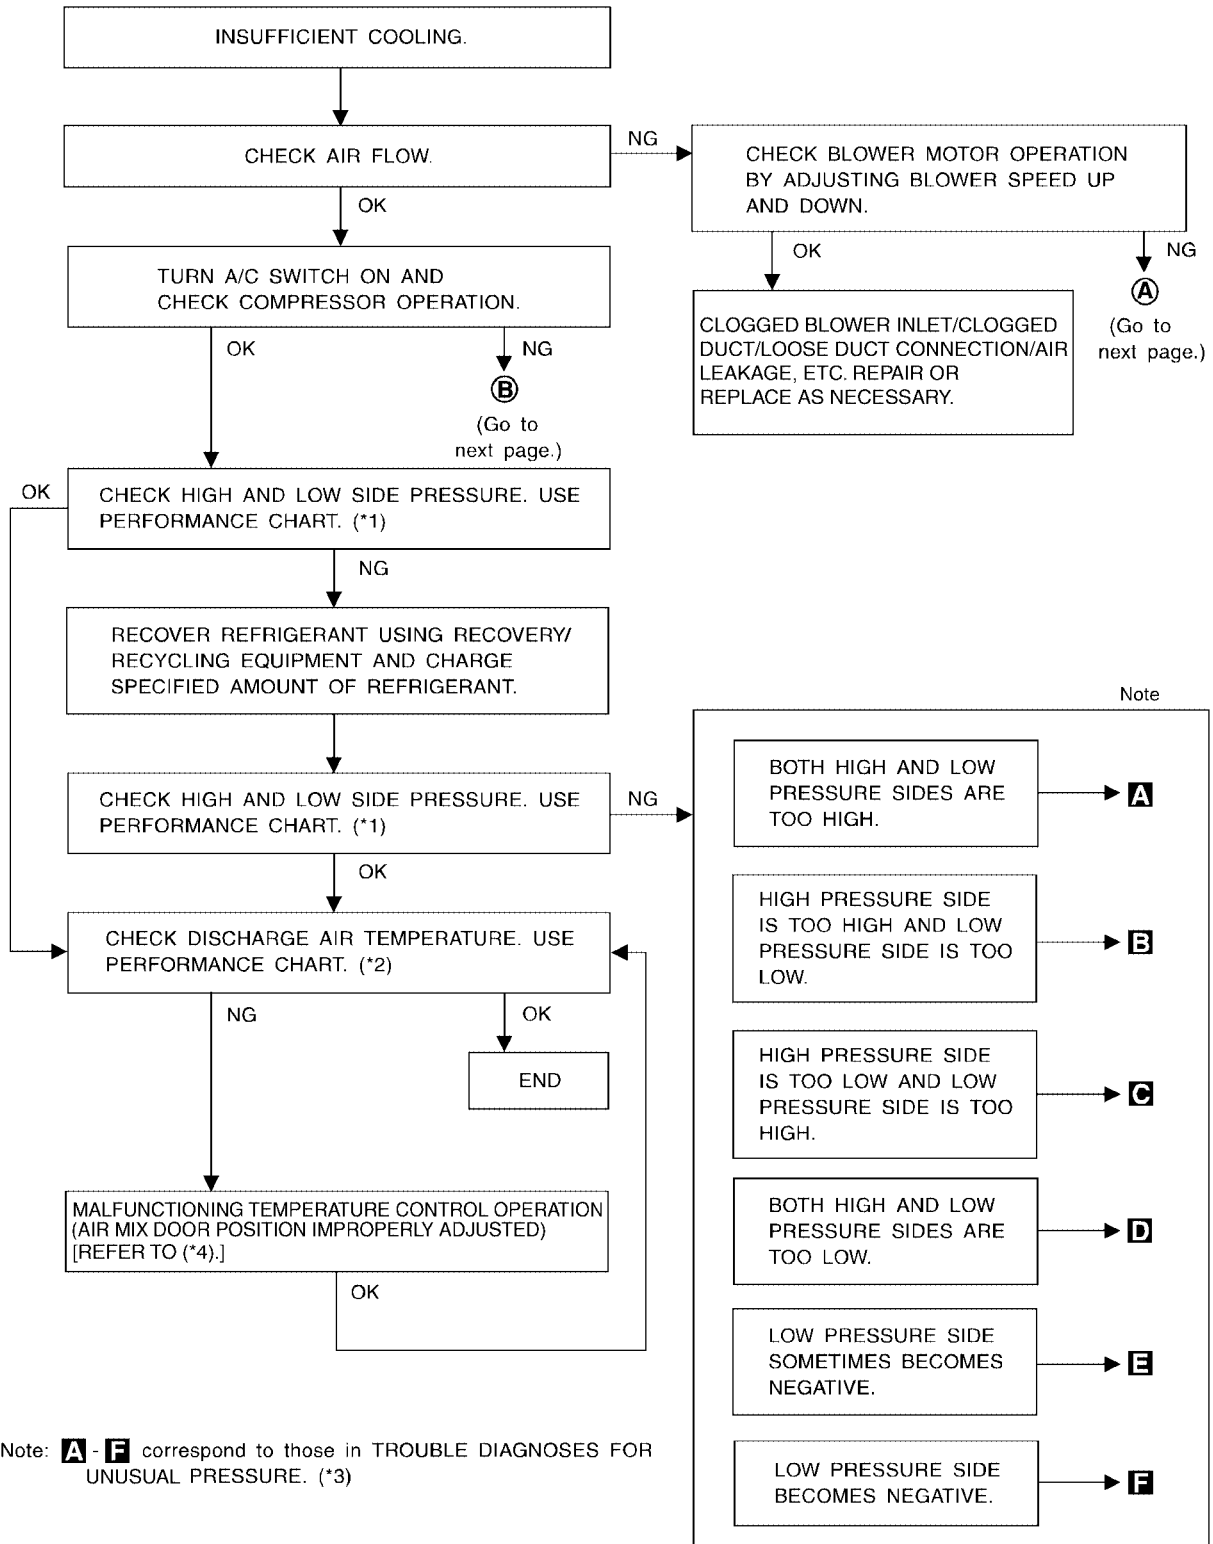 INSUFFICIENT COOLING.
CHECK AIR FLOW.
NG
CHECK BLOWER MOTOR OPERATION
BY ADJUSTING BLOWER SPEED UP
AND DOWN.
OK
OK
NG
TURN A/C SWITCH ON AND
CHECK COMPRESSOR OPERATION.
A
(Go to
next page.)
CLOGGED BLOWER INLET/CLOGGED
DUCT/LOOSE DUCT CONNECTION/AIR
LEAKAGE, ETC. REPAIR OR
REPLACE AS NECESSARY.
OK
NG
B
(Go to
next page.)
OK
CHECK HIGH AND LOW SIDE PRESSURE. USE
PERFORMANCE CHART. (*1)
NG
RECOVER REFRIGERANT USING RECOVERY/
RECYCLING EQUIPMENT AND CHARGE
SPECIFIED AMOUNT OF REFRIGERANT.
CHECK HIGH AND LOW SIDE PRESSURE. USE
PERFORMANCE CHART. (*1)
NG
OK
CHECK DISCHARGE AIR TEMPERATURE. USE
PERFORMANCE CHART. (*2)
NG
OK
END
MALFUNCTIONING TEMPERATURE CONTROL OPERATION
(AIR MIX DOOR POSITION IMPROPERLY ADJUSTED)
[REFER TO (*4).]
OK
Note
BOTH HIGH AND LOW
PRESSURE SIDES ARE
TOO HIGH.
A
HIGH PRESSURE SIDE
IS TOO HIGH AND LOW
PRESSURE SIDE IS TOO
LOW.
B
HIGH PRESSURE SIDE
IS TOO LOW AND LOW
PRESSURE SIDE IS TOO
HIGH.
C
BOTH HIGH AND LOW
PRESSURE SIDES ARE
TOO LOW.
D
LOW PRESSURE SIDE
SOMETIMES BECOMES
NEGATIVE.
E
LOW PRESSURE SIDE
BECOMES NEGATIVE.
F
Note: A - F correspond to those in TROUBLE DIAGNOSES FOR
UNUSUAL PRESSURE. (*3)